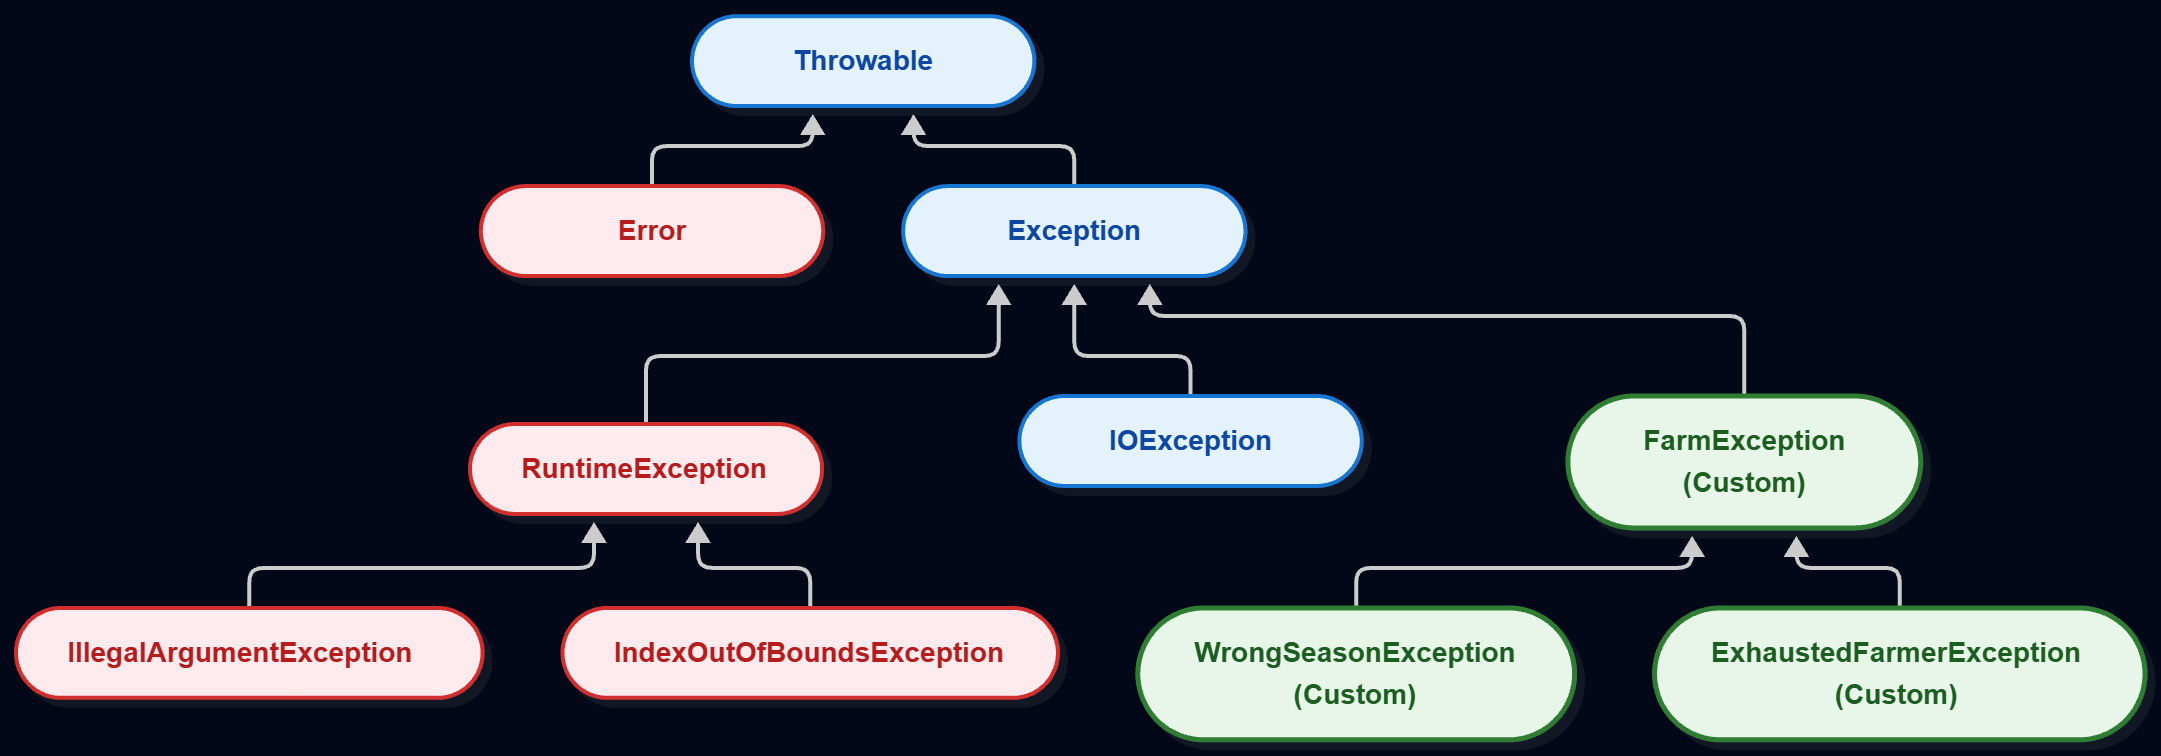 Throwable
Error
Exception
RuntimeException
IOException
FarmException
(Custom)
IllegalArgumentException
IndexOutOfBoundsException
WrongSeasonException
(Custom)
ExhaustedFarmerException
(Custom)